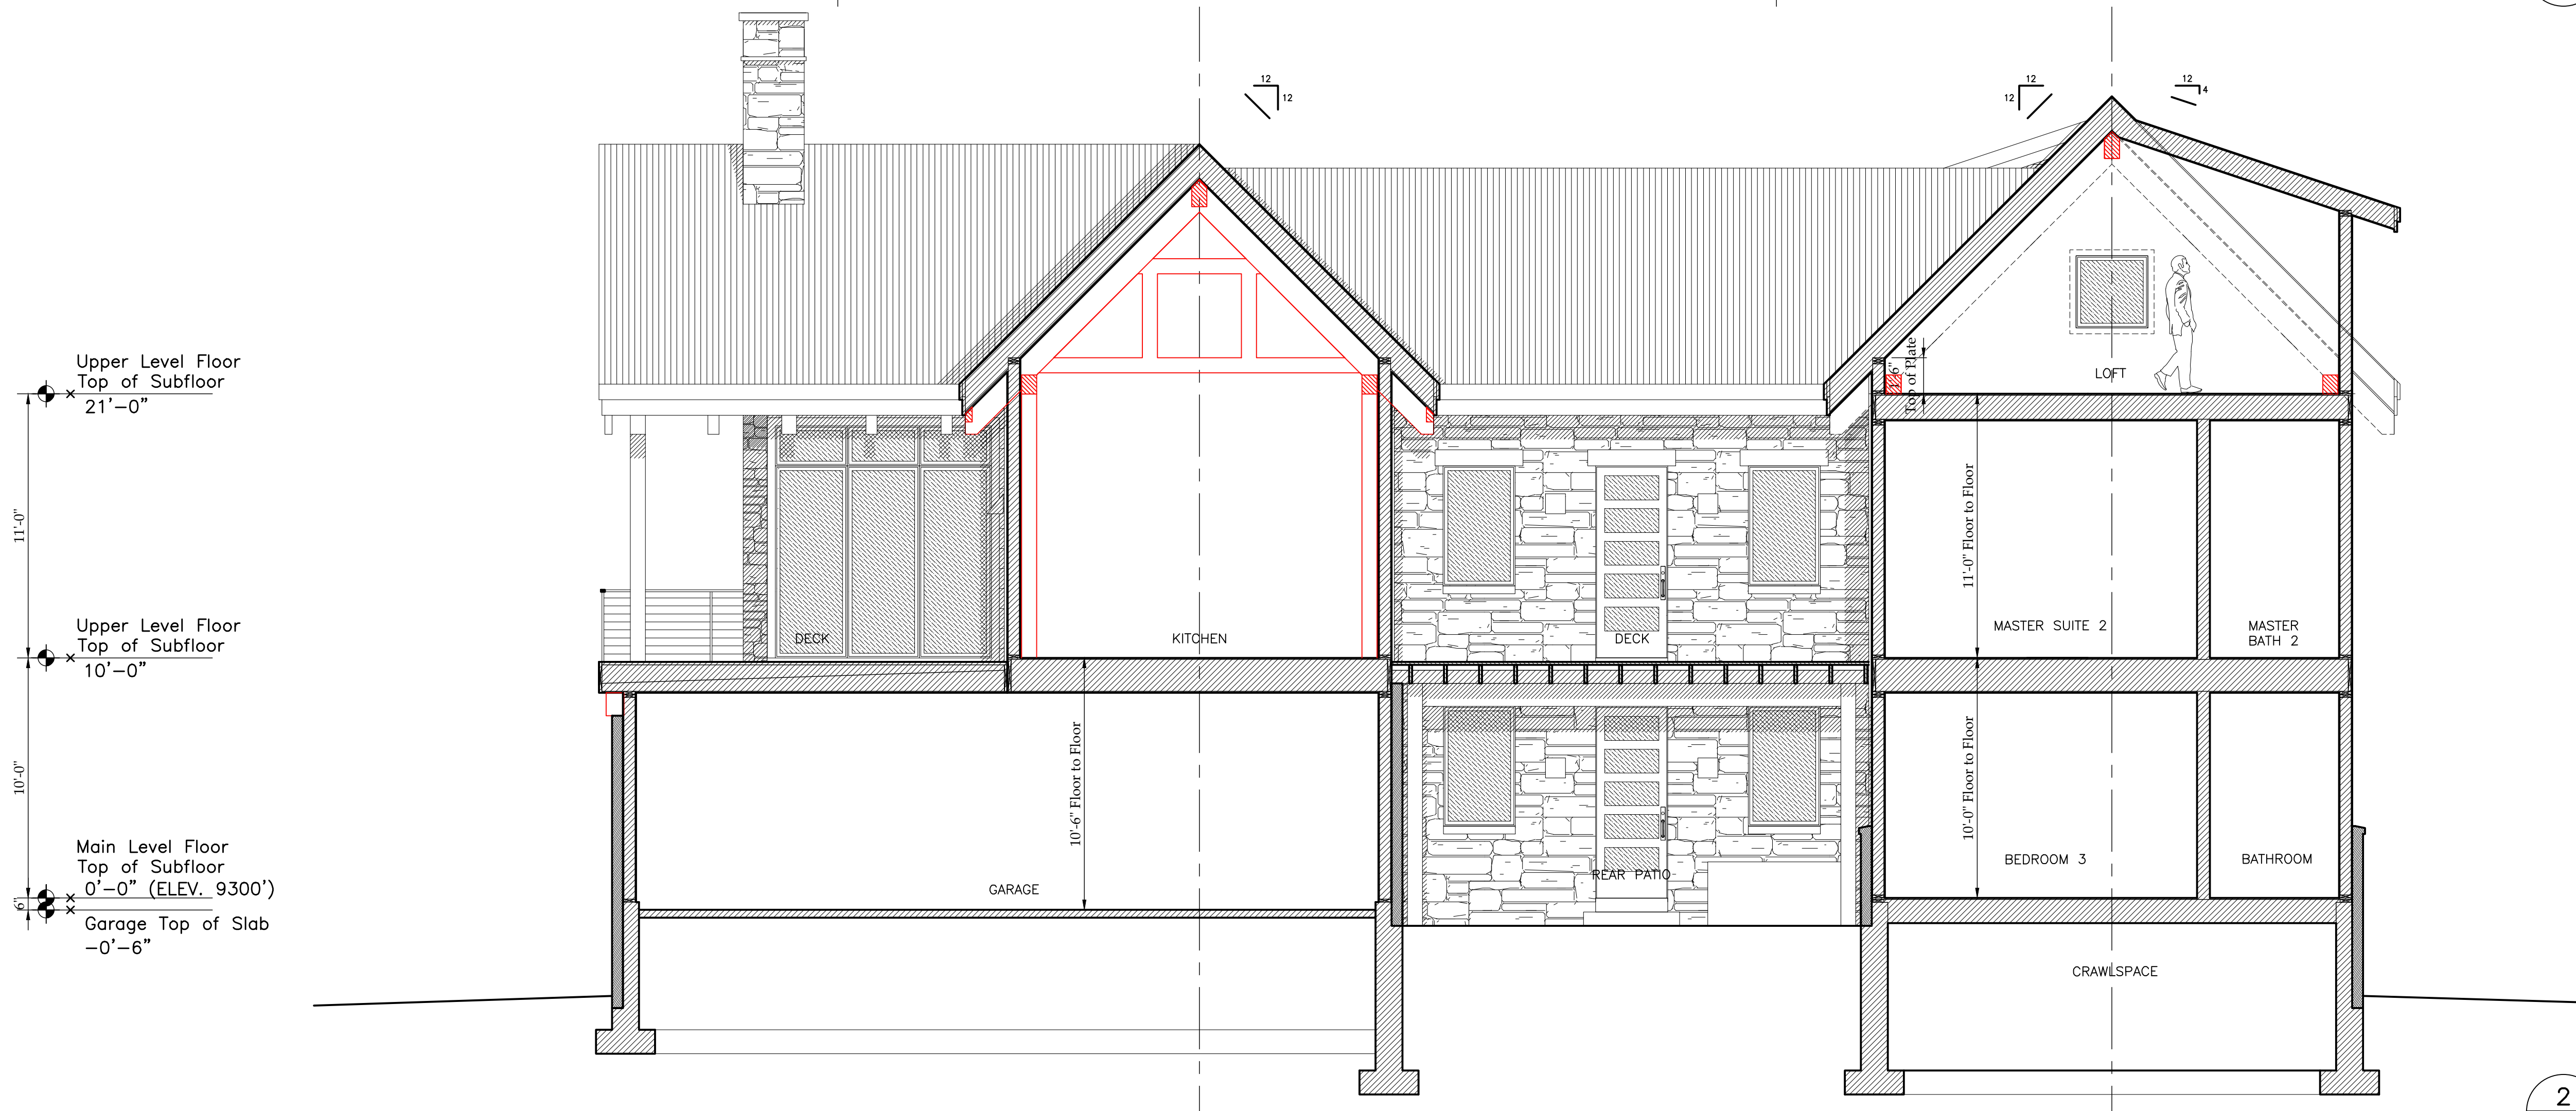 12
12
12
12
12
4
Upper Level Floor
Top of Subfloor
21'-0"
1'-6"
Top of Plate
LOFT
11'-0"
11'-0" Floor to Floor
Upper Level Floor
Top of Subfloor
10'-0"
DECK
KITCHEN
DECK
MASTER SUITE 2
MASTER
BATH 2
10'-0"
10'-6" Floor to Floor
10'-0" Floor to Floor
Main Level Floor
Top of Subfloor
0'-0" (ELEV. 9300')
6"
Garage Top of Slab
-0'-6"
GARAGE
REAR PATIO
BEDROOM 3
BATHROOM
CRAWLSPACE
2